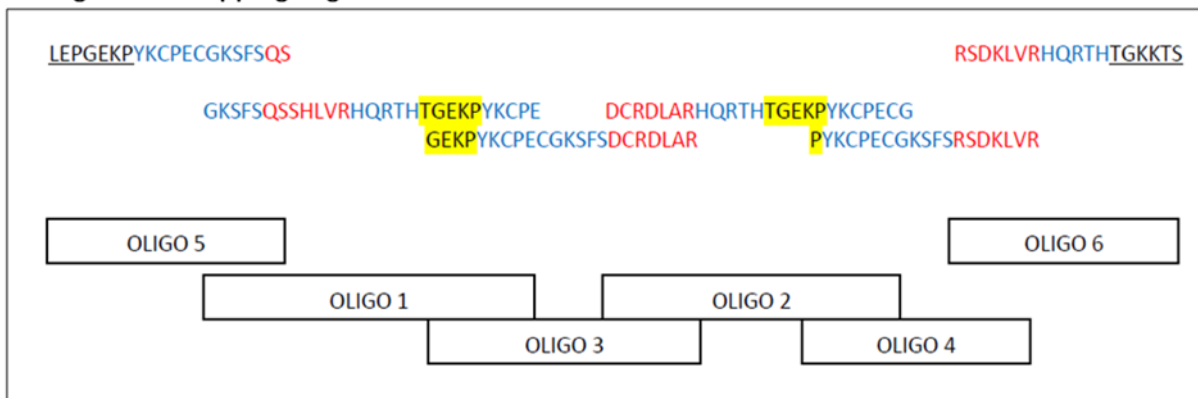 LEPGEKPYKCPECGKSFSQS RSDKLVRHQRTHTGKKTS
GKSFSQSSHLVRHQRTHTGEKPYKCPE DCRDLARHQRTHTGEKPYKCPECG
GEKPYKCPECGKSFSDCRDLAR PYKCPECGKSFSRSDKLVR
OLIGO 5 OLIGO 6
OLIGO 1 OLIGO 2
OLIGO 3 OLIGO 4